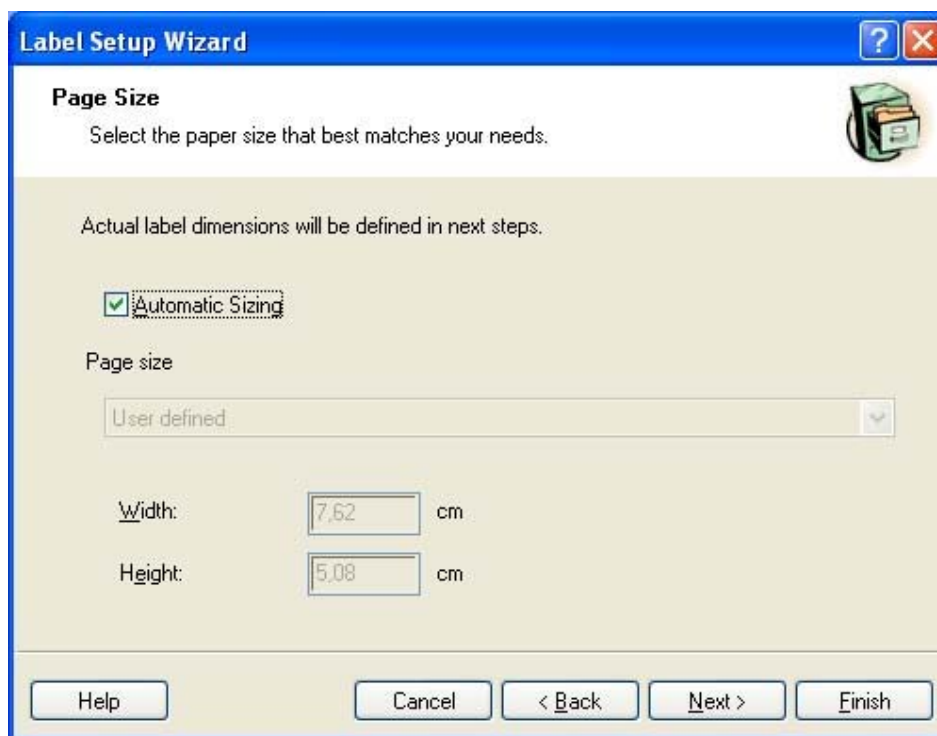 Label Setup Wizard
Page Size
Select the paper size that best matches your needs.
Actual label dimensions will be defined in next steps.
Automatic Sizing
Page size
User defined
Width: 7,62 cm
Height: 5,08 cm
Help Cancel < Back Next > Finish